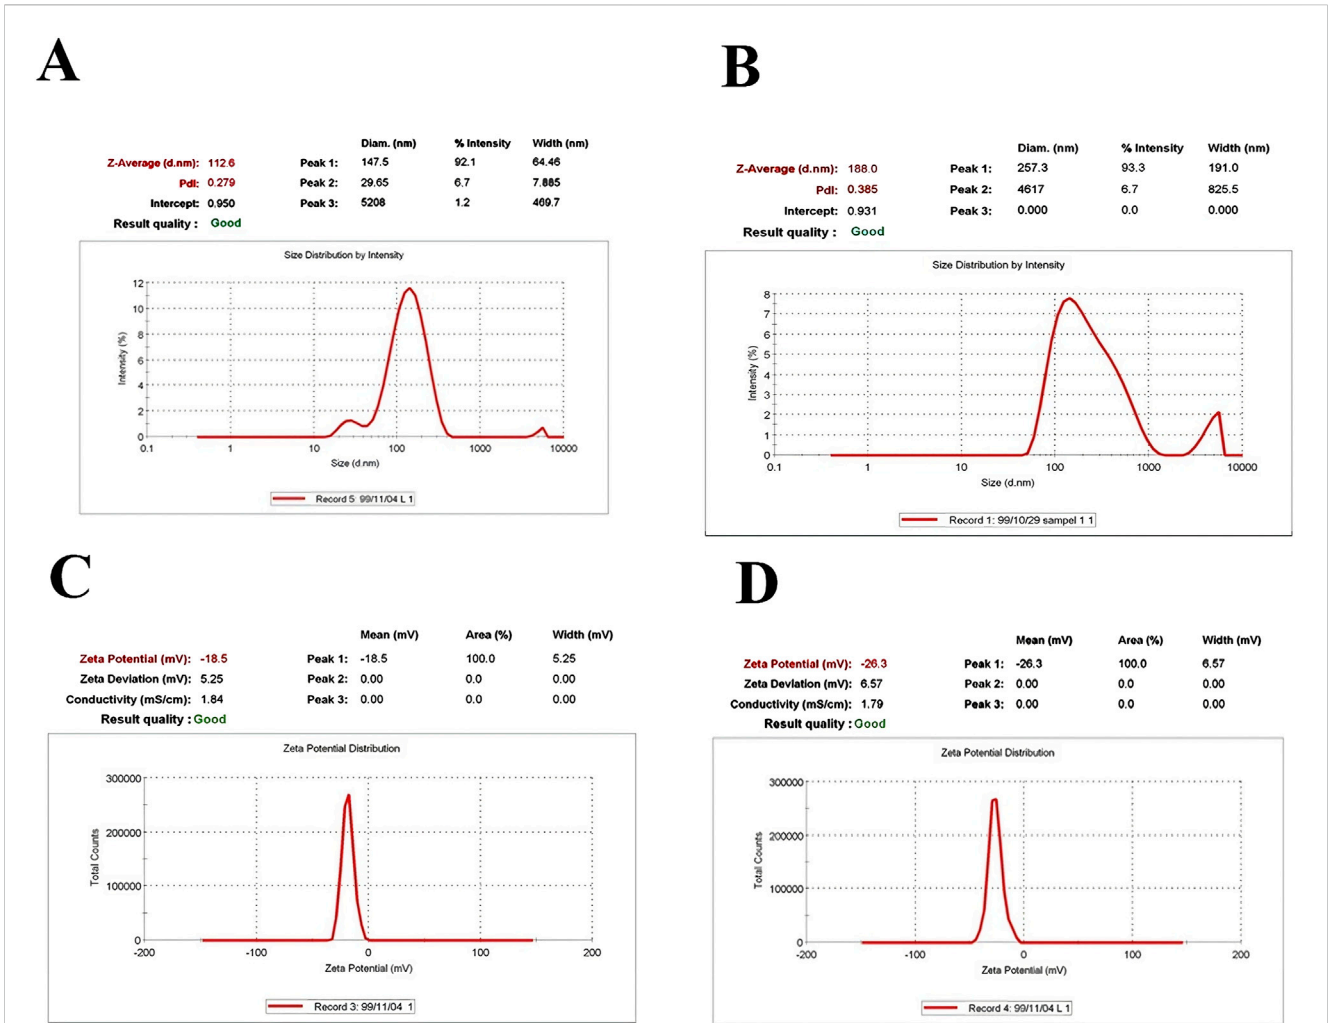 A
Diam. (nm) % Intensity Width (nm)
Z-Average (d.nm): 112.6 Peak 1: 147.5 92.1 64.46
PdI: 0.279 Peak 2: 29.65 6.7 7.885
Intercept: 0.950 Peak 3: 5208 1.2 469.7
Result quality : Good
Size Distribution by Intensity
Intensity (%)
12
10
8
6
4
2
0
0.1 1 10 100 1000 10000
Size (d.nm)
Record 5: 99/11/04 L 1
B
Diam. (nm) % Intensity Width (nm)
Z-Average (d.nm): 188.0 Peak 1: 257.3 93.3 191.0
PdI: 0.385 Peak 2: 4617 6.7 825.5
Intercept: 0.931 Peak 3: 0.000 0.0 0.000
Result quality : Good
Size Distribution by Intensity
Intensity (%)
8
7
6
5
4
3
2
1
0
0.1 1 10 100 1000 10000
Size (d.nm)
Record 1: 99/10/29 sampel 1 1
C
Mean (mV) Area (%) Width (mV)
Zeta Potential (mV): -18.5 Peak 1: -18.5 100.0 5.25
Zeta Deviation (mV): 5.25 Peak 2: 0.00 0.0 0.00
Conductivity (mS/cm): 1.84 Peak 3: 0.00 0.0 0.00
Result quality : Good
Zeta Potential Distribution
Total Counts
300000
200000
100000
0
-200 -100 0 100 200
Zeta Potential (mV)
Record 3: 99/11/04 1
D
Mean (mV) Area (%) Width (mV)
Zeta Potential (mV): -26.3 Peak 1: -26.3 100.0 6.57
Zeta Deviation (mV): 6.57 Peak 2: 0.00 0.0 0.00
Conductivity (mS/cm): 1.79 Peak 3: 0.00 0.0 0.00
Result quality : Good
Zeta Potential Distribution
Total Counts
300000
200000
100000
0
-200 -100 0 100 200
Zeta Potential (mV)
Record 4: 99/11/04 L 1